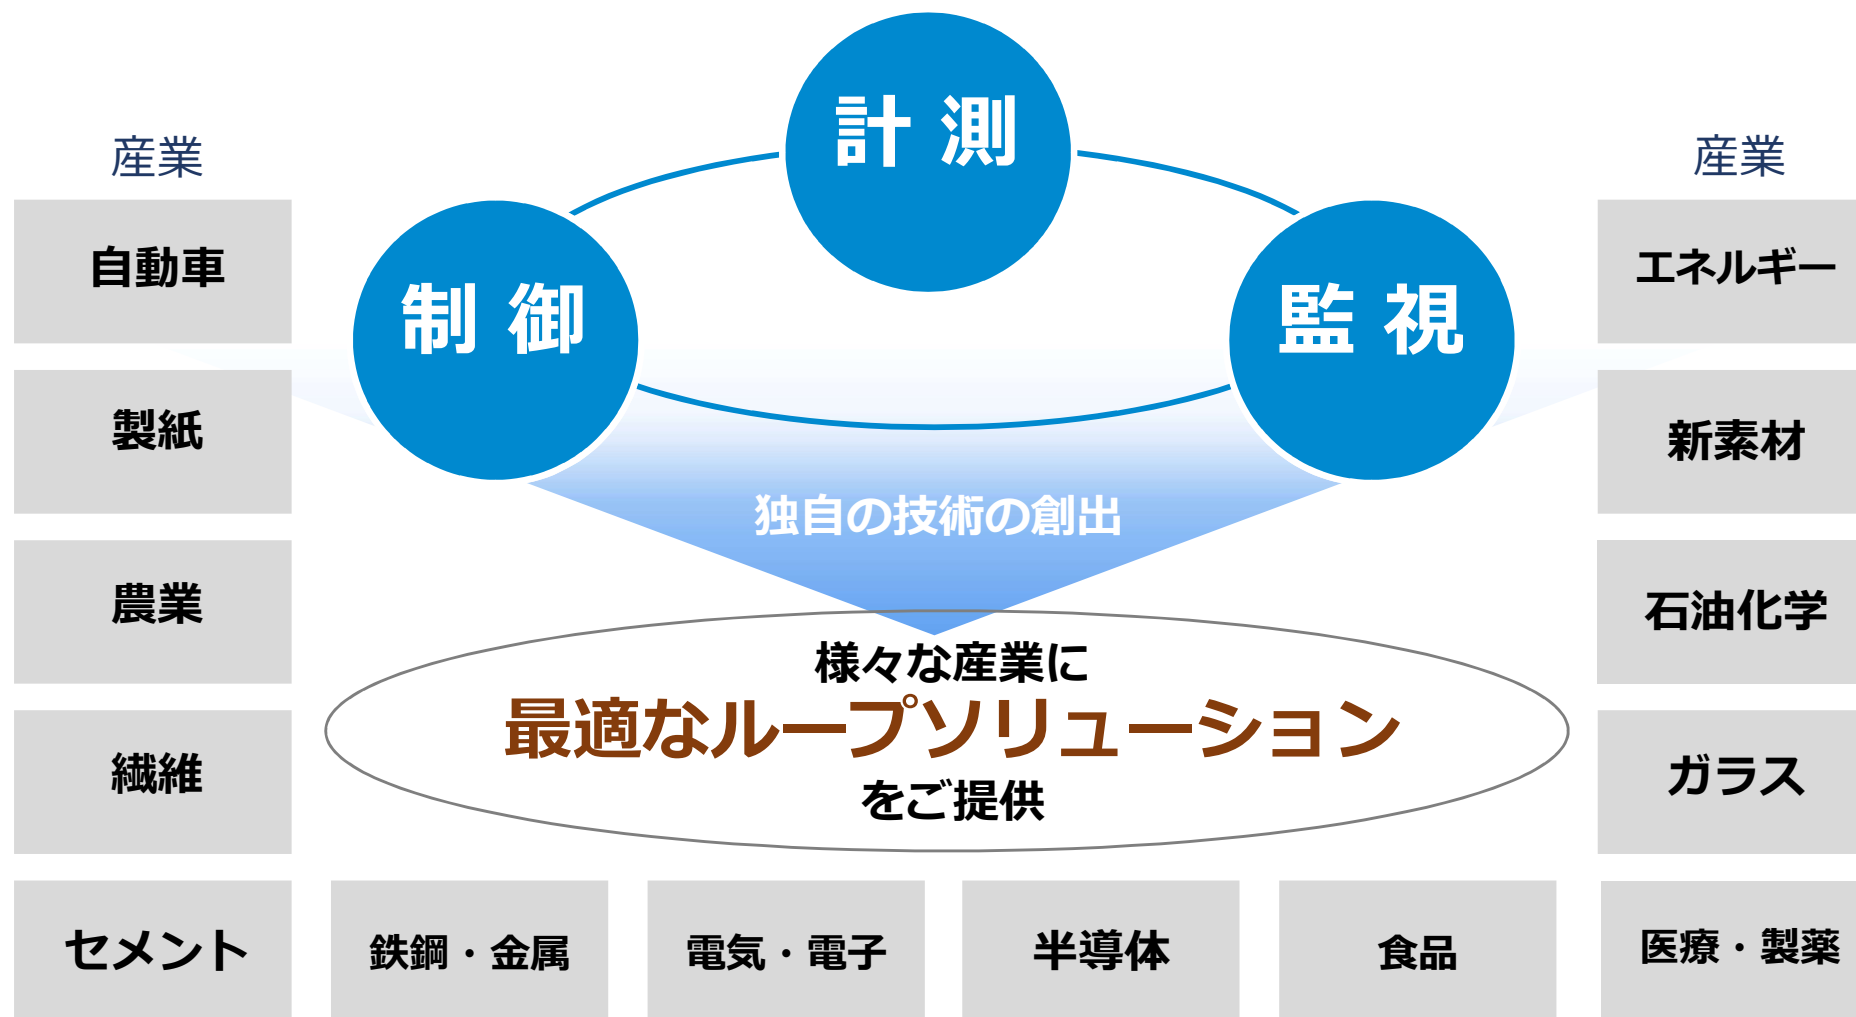 計測
産業
産業
制御
監視
自動車
エネルギー
製紙
新素材
独自の技術の創出
農業
石油化学
様々な産業に
最適なループソリューション
をご提供
繊維
ガラス
セメント
鉄鋼・金属
電気・電子
半導体
食品
医療・製薬